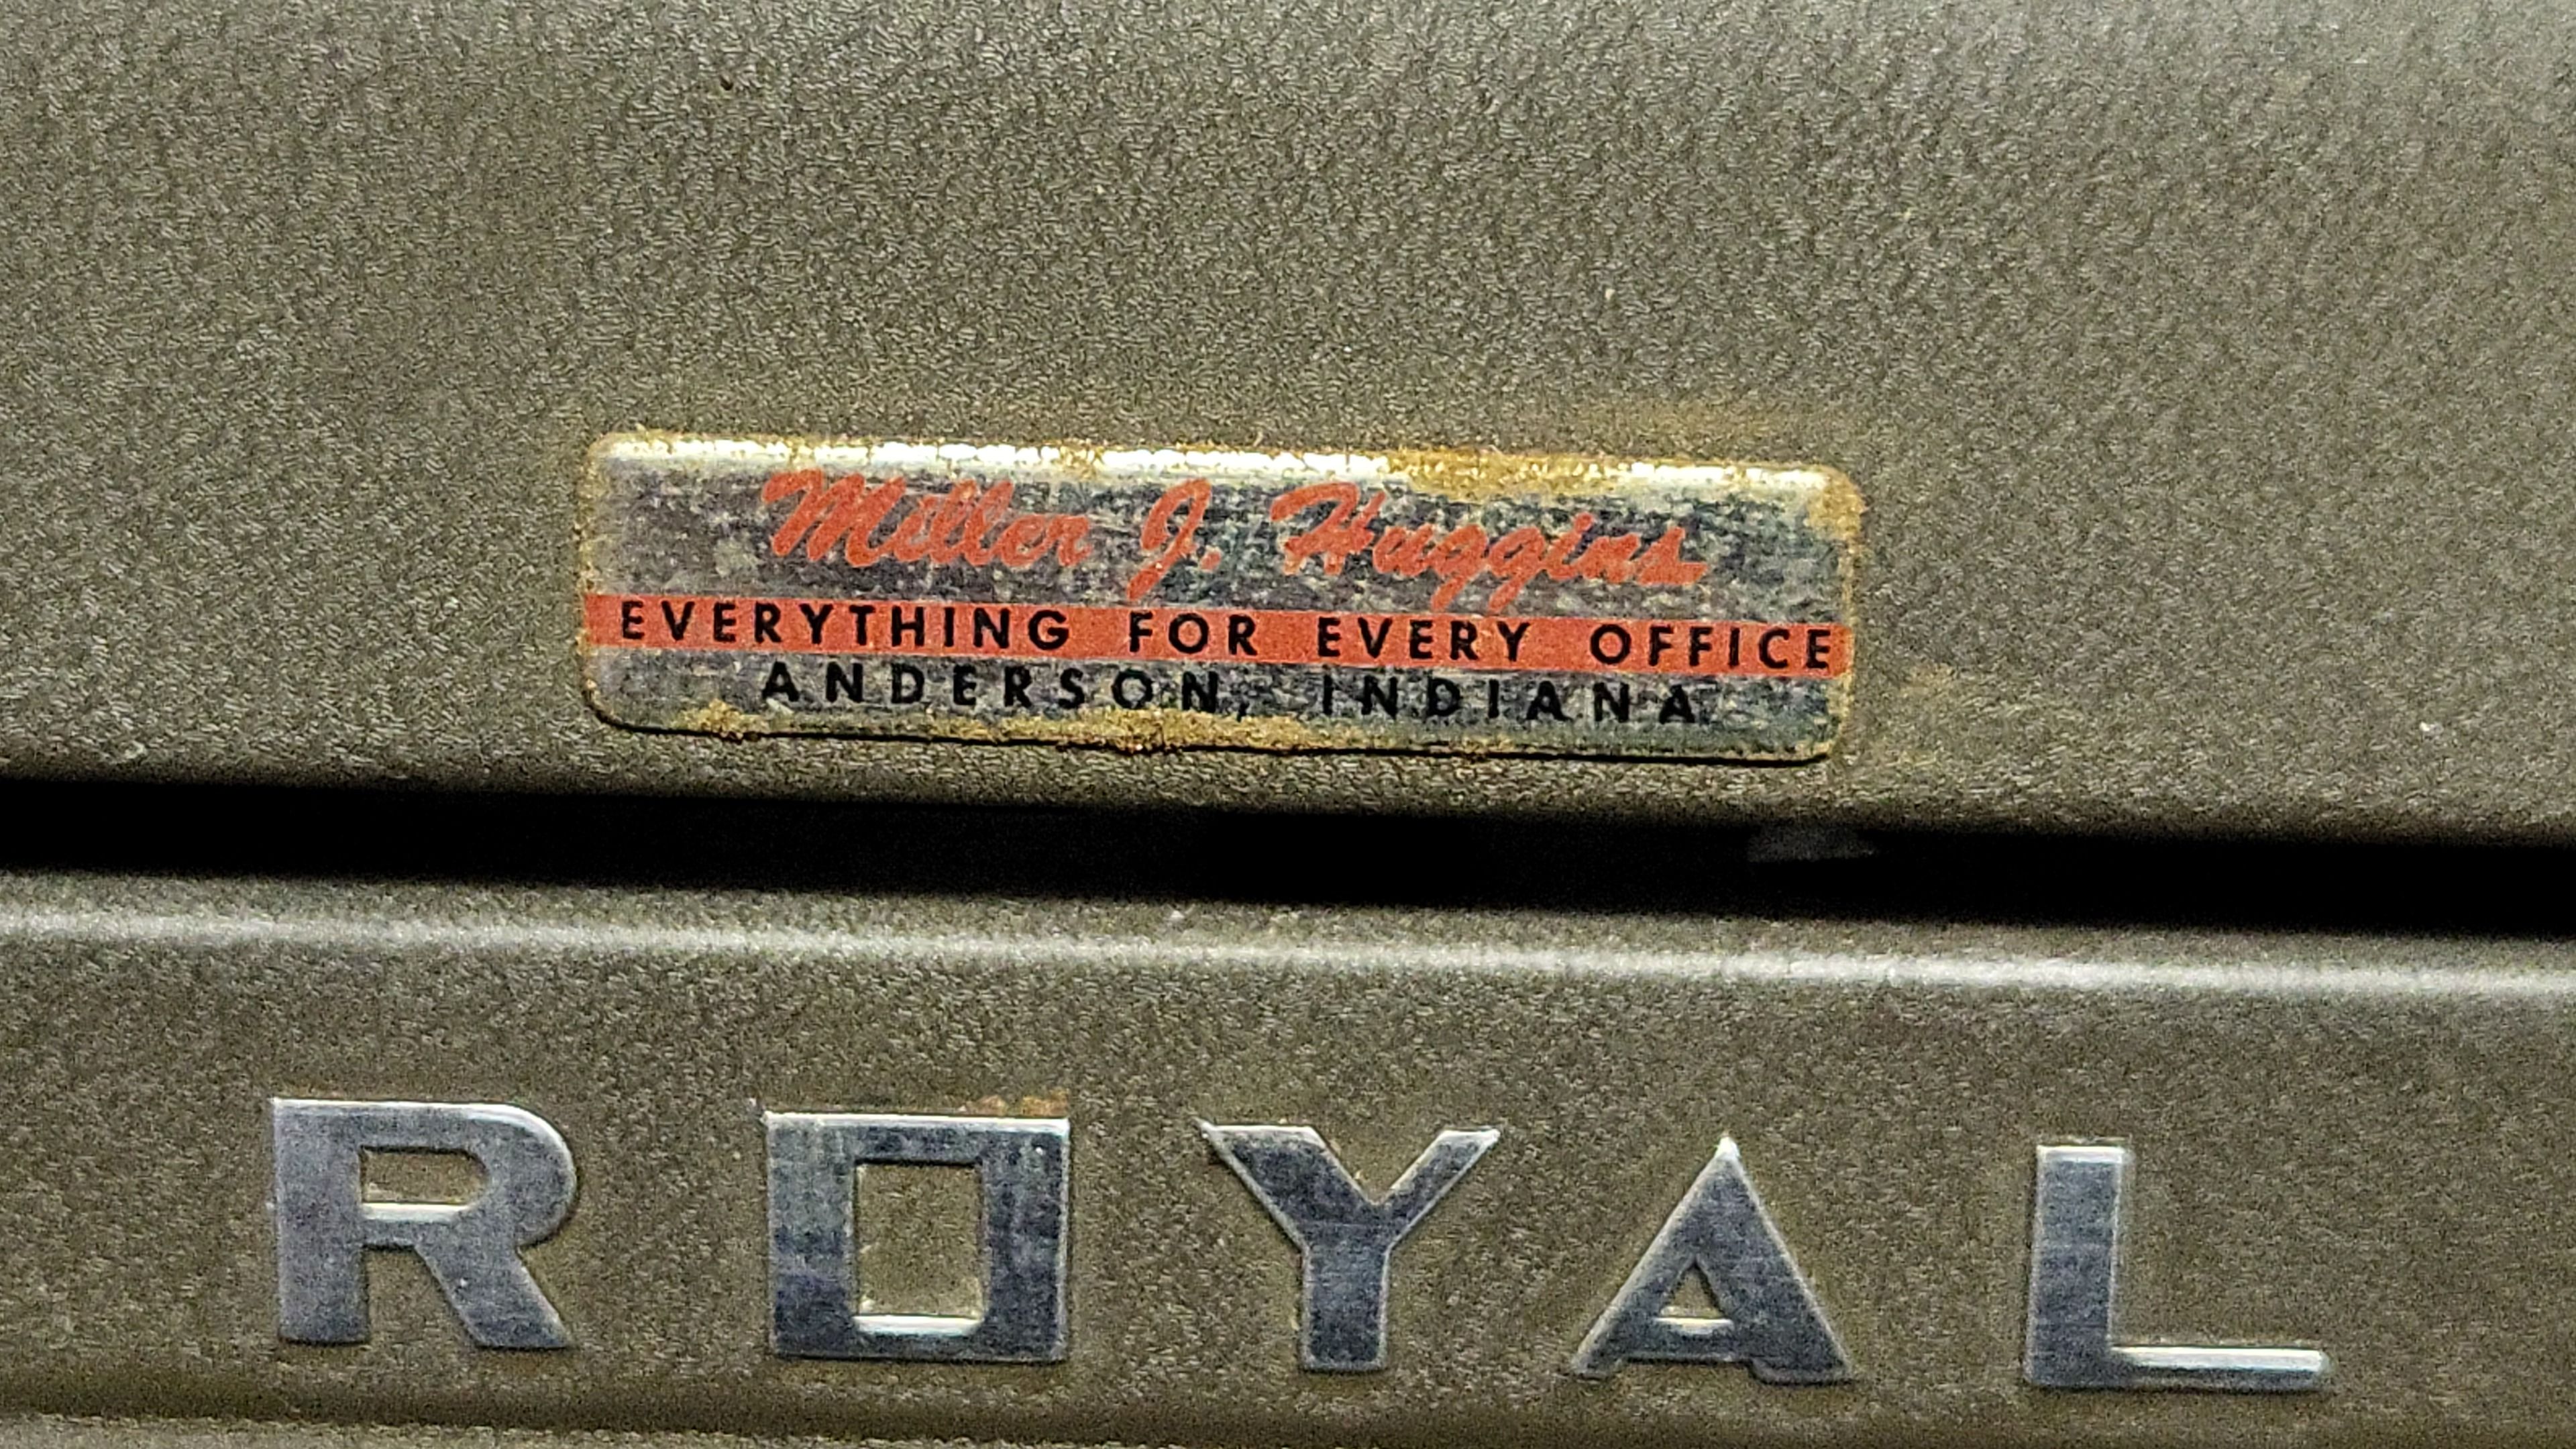 Miller J. Huggins
EVERYTHING FOR EVERY OFFICE
ANDERSON, INDIANA
ROYAL